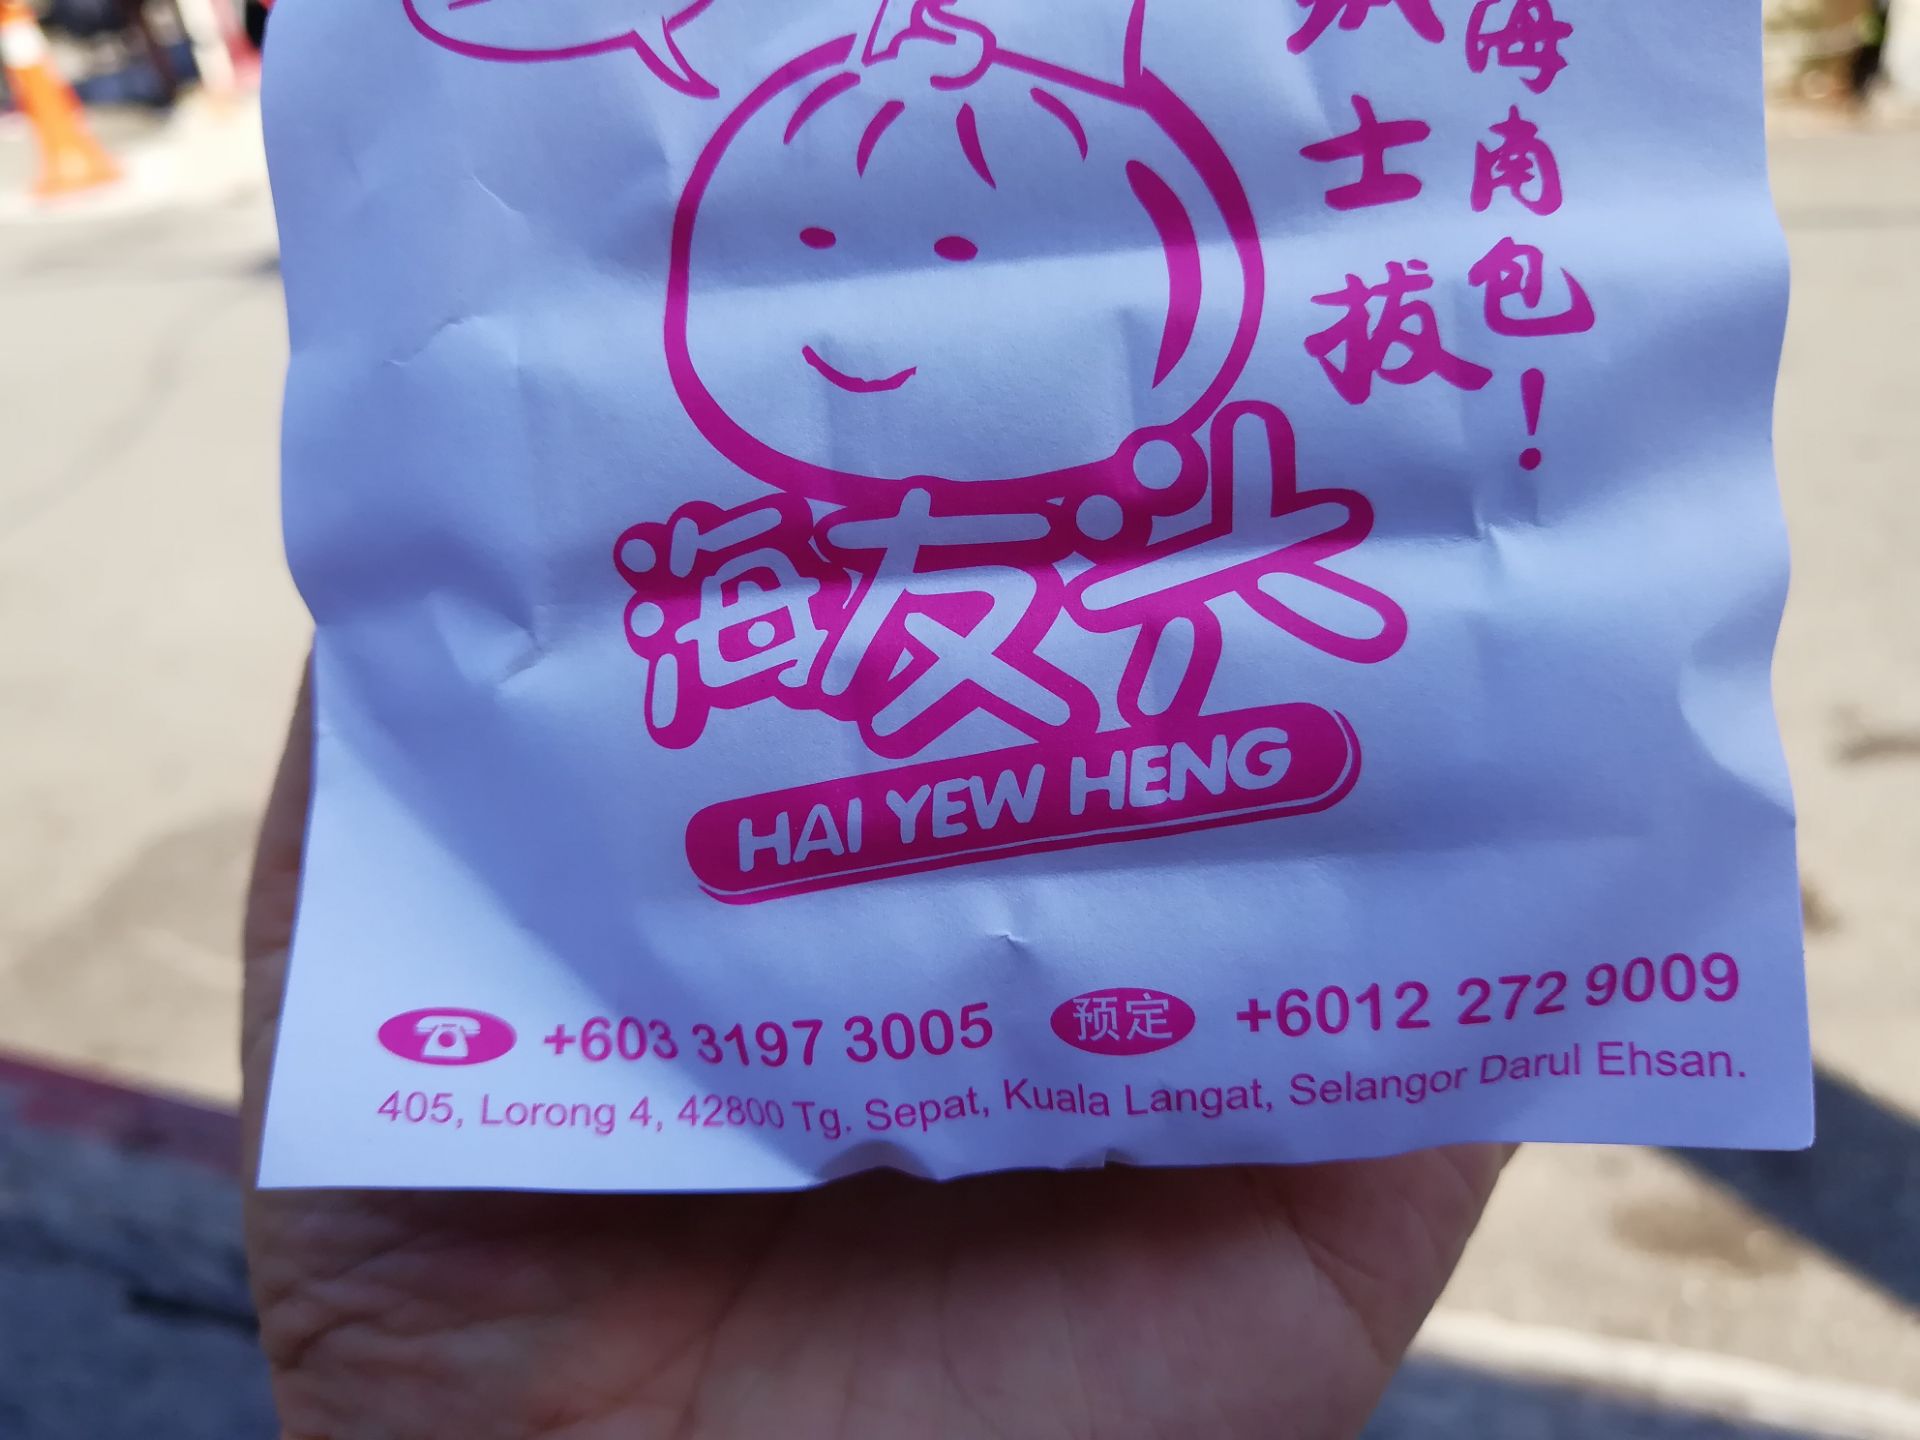 海南包!
士拔
海友兴
HAI YEW HENG
+603 3197 3005 预定 +6012 272 9009
405, Lorong 4, 42800 Tg. Sepat, Kuala Langat, Selangor Darul Ehsan.